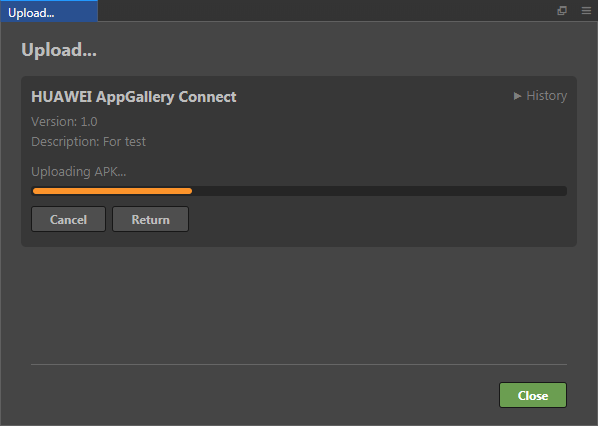 Upload...
Upload...
HUAWEI AppGallery Connect
History
Version: 1.0
Description: For test
Uploading APK...
Cancel Return
Close